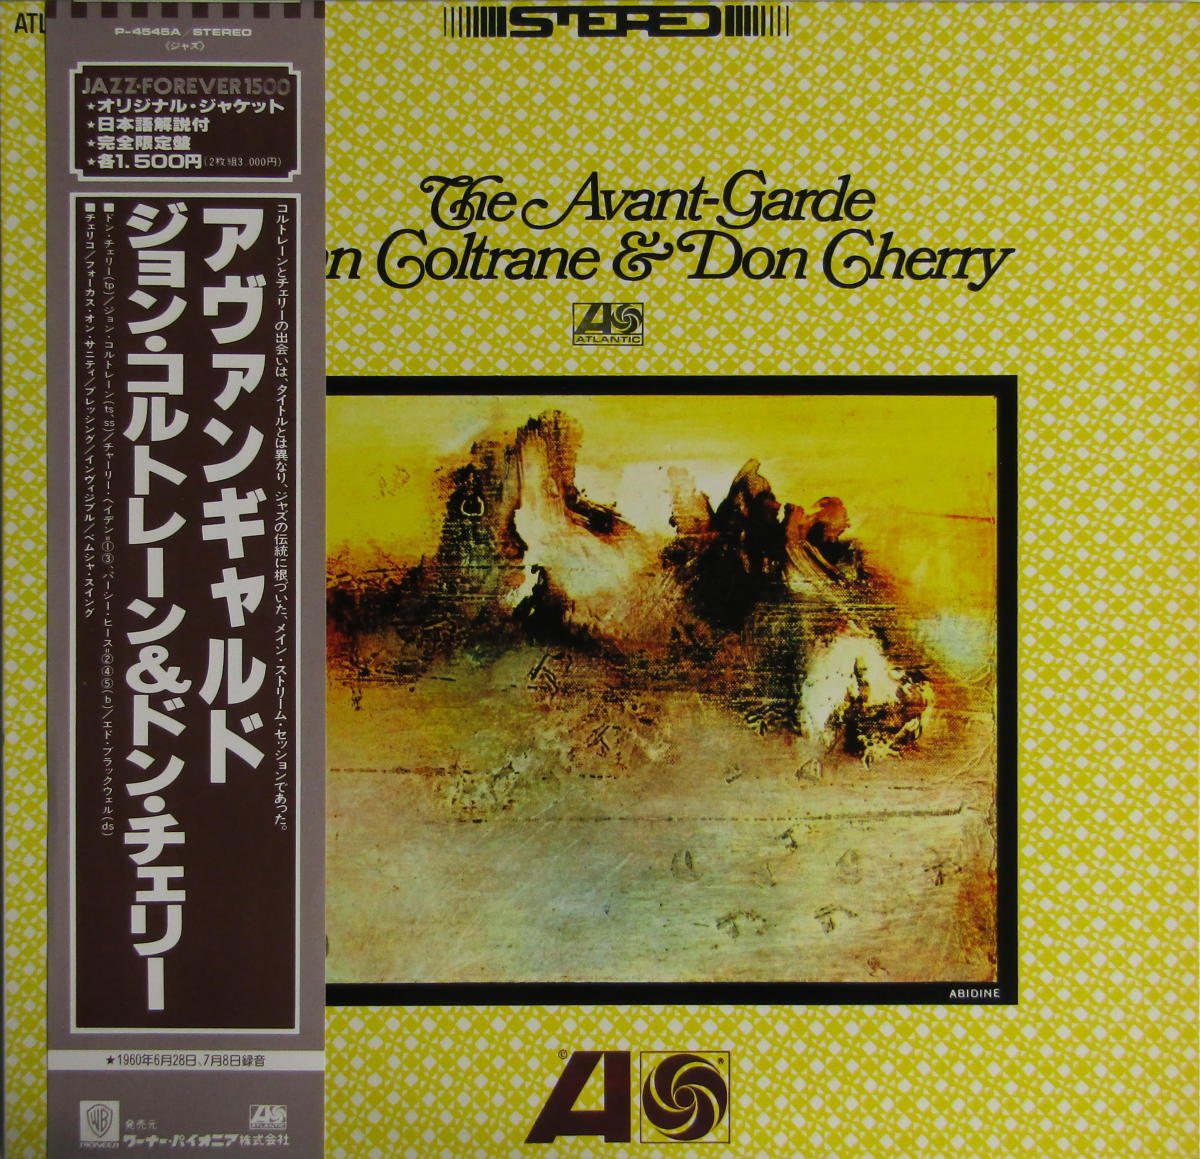 ATL
STEREO
P-4545A/STEREO
《ジャズ》
JAZZ・FOREVER 1500
★オリジナル・ジャケット
★日本語解説付
★完全限定盤
★各1.500円(2枚組3.000円)
コルトレーンとチェリーの出会いは、タイトルとは異なり、ジャズの伝統に根づいた、メイン・ストリーム・セッションであった。
アヴァンギャルド
ジョン・コルトレーン&ドン・チェリー
■ドン・チェリー(tp)/ジョン・コルトレーン(ts、ss)/チャーリー・ヘイデン=①③、パーシー・ヒース=②④⑤(b)/エド・ブラックウェル(ds)
■チェリコ/フォーカス・オン・サニティ/ブレッシング/インヴィジブル/ベムシャ・スイング
★1960年6月28日、7月8日録音
WB
PIONEER
発売元
ワーナー・パイオニア株式会社
ATLANTIC
The Avant-Garde
n Coltrane & Don Cherry
ATLANTIC
ABIDINE
© A ®